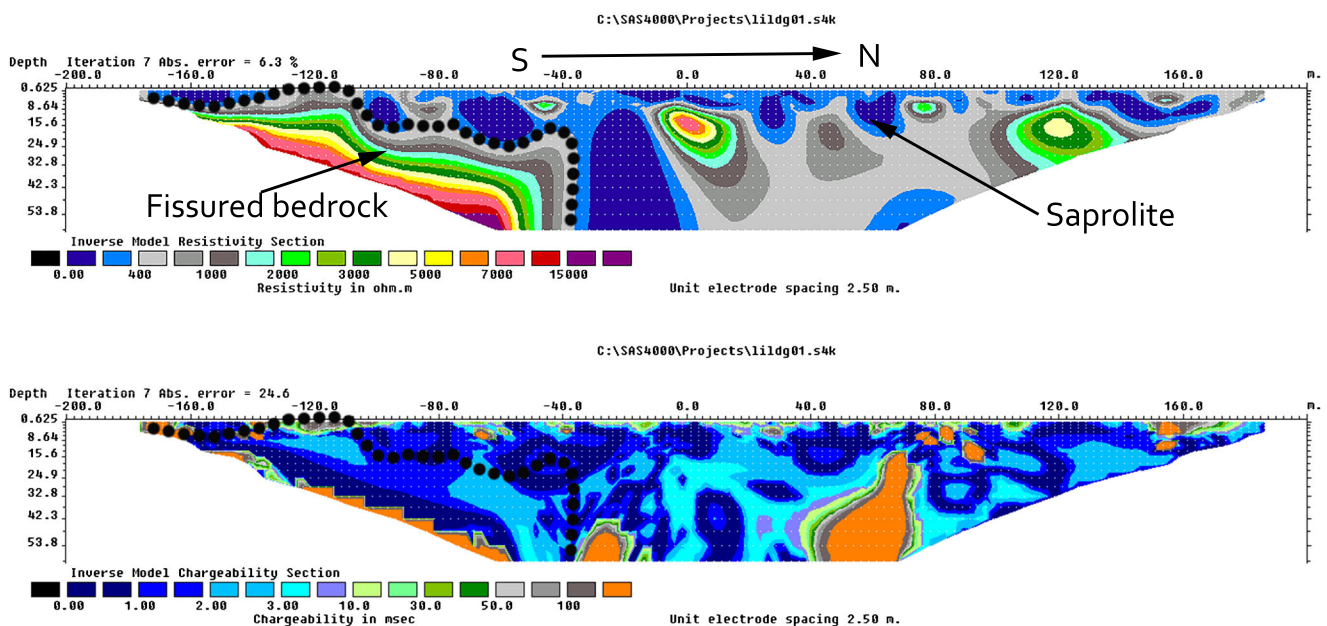 C:\SAS4000\Projects\lildg01.s4k
S N
Depth Iteration 7 Abs. error = 6.3 %
-200.0 -160.0 -120.0 -80.0 -40.0 0.0 40.0 80.0 120.0 160.0 m.
0.625
8.64
15.6
24.9
32.8
42.3
53.8
Fissured bedrock
Saprolite
Inverse Model Resistivity Section
0.00 400 1000 2000 3000 5000 7000 15000
Resistivity in ohm.m
Unit electrode spacing 2.50 m.
C:\SAS4000\Projects\lildg01.s4k
Depth Iteration 7 Abs. error = 24.6
-200.0 -160.0 -120.0 -80.0 -40.0 0.0 40.0 80.0 120.0 160.0 m.
0.625
8.64
15.6
24.9
32.8
42.3
53.8
Inverse Model Chargeability Section
0.00 1.00 2.00 3.00 10.0 30.0 50.0 100
Chargeability in msec
Unit electrode spacing 2.50 m.